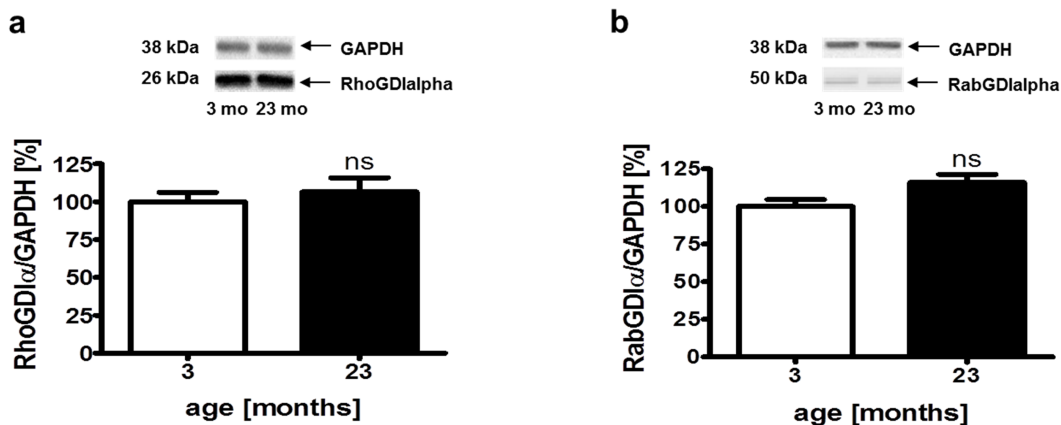 a
38 kDa GAPDH
26 kDa RhoGDIalpha
3 mo 23 mo
RhoGDIα/GAPDH [%]
125
100
75
50
25
0
ns
3 23
age [months]
b
38 kDa GAPDH
50 kDa RabGDIalpha
3 mo 23 mo
RabGDIα/GAPDH [%]
125
100
75
50
25
0
ns
3 23
age [months]